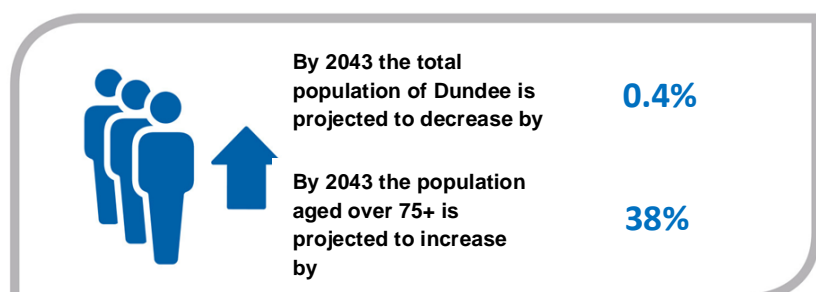 By 2043 the total
population of Dundee is
projected to decrease by
0.4%
By 2043 the population
aged over 75+ is
projected to increase
by
38%